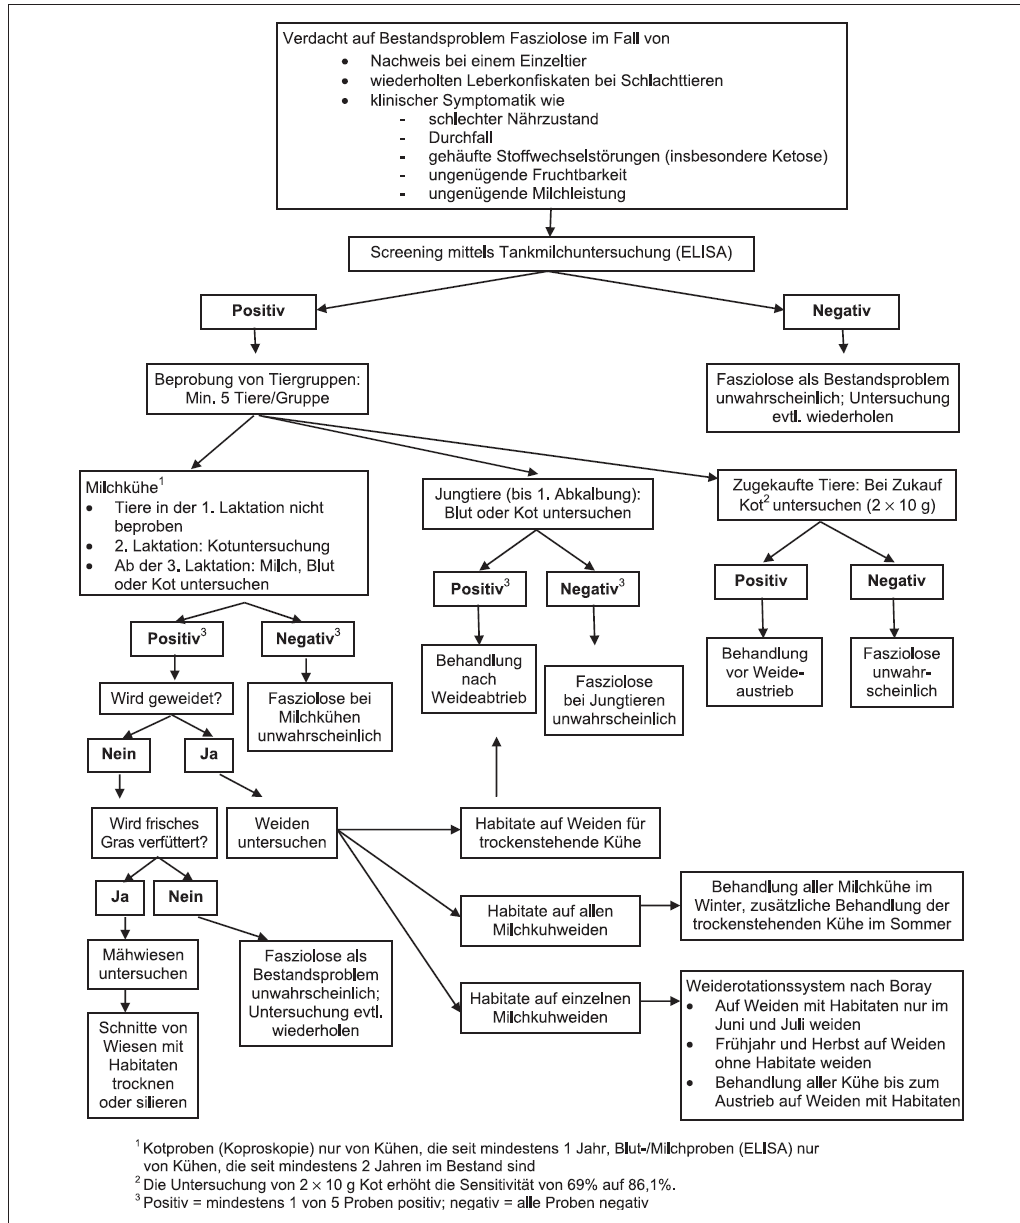 Verdacht auf Bestandsproblem Fasziolose im Fall von
• Nachweis bei einem Einzeltier
• wiederholten Leberkonfiskaten bei Schlachttieren
• klinischer Symptomatik wie
- schlechter Nährzustand
- Durchfall
- gehäufte Stoffwechselstörungen (insbesondere Ketose)
- ungenügende Fruchtbarkeit
- ungenügende Milchleistung
Screening mittels Tankmilchuntersuchung (ELISA)
Positiv
Negativ
Beprobung von Tiergruppen:
Min. 5 Tiere/Gruppe
Fasziolose als Bestandsproblem
unwahrscheinlich; Untersuchung
evtl. wiederholen
Milchkühe¹
• Tiere in der 1. Laktation nicht
beproben
• 2. Laktation: Kotuntersuchung
• Ab der 3. Laktation: Milch, Blut
oder Kot untersuchen
Jungtiere (bis 1. Abkalbung):
Blut oder Kot untersuchen
Zugekaufte Tiere: Bei Zukauf
Kot² untersuchen (2 × 10 g)
Positiv³
Negativ³
Positiv³
Negativ³
Positiv
Negativ
Wird geweidet?
Fasziolose bei
Milchkühen
unwahrscheinlich
Behandlung
nach
Weideabtrieb
Fasziolose
bei Jungtieren
unwahrscheinlich
Behandlung
vor Weide-
austrieb
Fasziolose
unwahr-
scheinlich
Nein
Ja
Wird frisches
Gras verfüttert?
Weiden
untersuchen
Habitate auf Weiden für
trockenstehende Kühe
Ja
Nein
Habitate auf allen
Milchkuhweiden
Behandlung aller Milchkühe im
Winter, zusätzliche Behandlung der
trockenstehenden Kühe im Sommer
Mähwiesen
untersuchen
Fasziolose als
Bestandsproblem
unwahrscheinlich;
Untersuchung evtl.
wiederholen
Habitate auf einzelnen
Milchkuhweiden
Weiderotationssystem nach Boray
• Auf Weiden mit Habitaten nur im
Juni und Juli weiden
• Frühjahr und Herbst auf Weiden
ohne Habitate weiden
• Behandlung aller Kühe bis zum
Austrieb auf Weiden mit Habitaten
Schnitte von
Wiesen mit
Habitaten
trocknen
oder silieren
¹ Kotproben (Koproskopie) nur von Kühen, die seit mindestens 1 Jahr, Blut-/Milchproben (ELISA) nur
von Kühen, die seit mindestens 2 Jahren im Bestand sind
² Die Untersuchung von 2 × 10 g Kot erhöht die Sensitivität von 69% auf 86,1%.
³ Positiv = mindestens 1 von 5 Proben positiv; negativ = alle Proben negativ